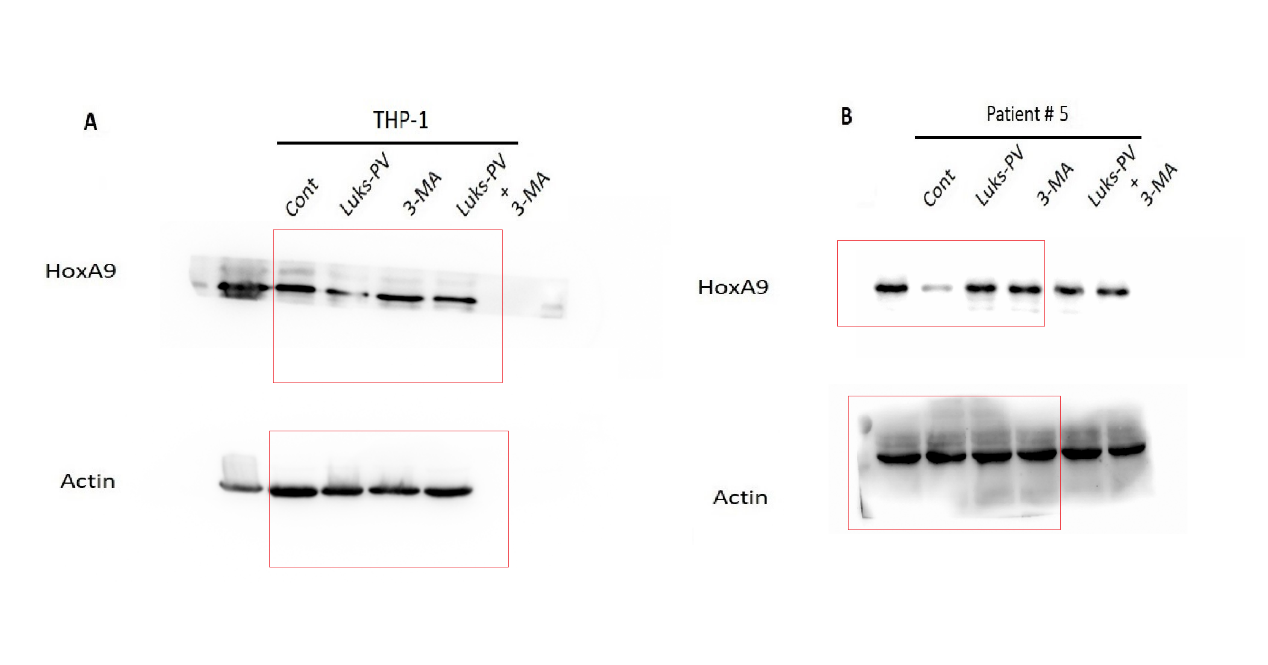 A
THP-1
Cont
Luks-PV
3-MA
Luks-PV
+
3-MA
HoxA9
Actin
B
Patient # 5
Cont
Luks-PV
3-MA
Luks-PV
+
3-MA
HoxA9
Actin